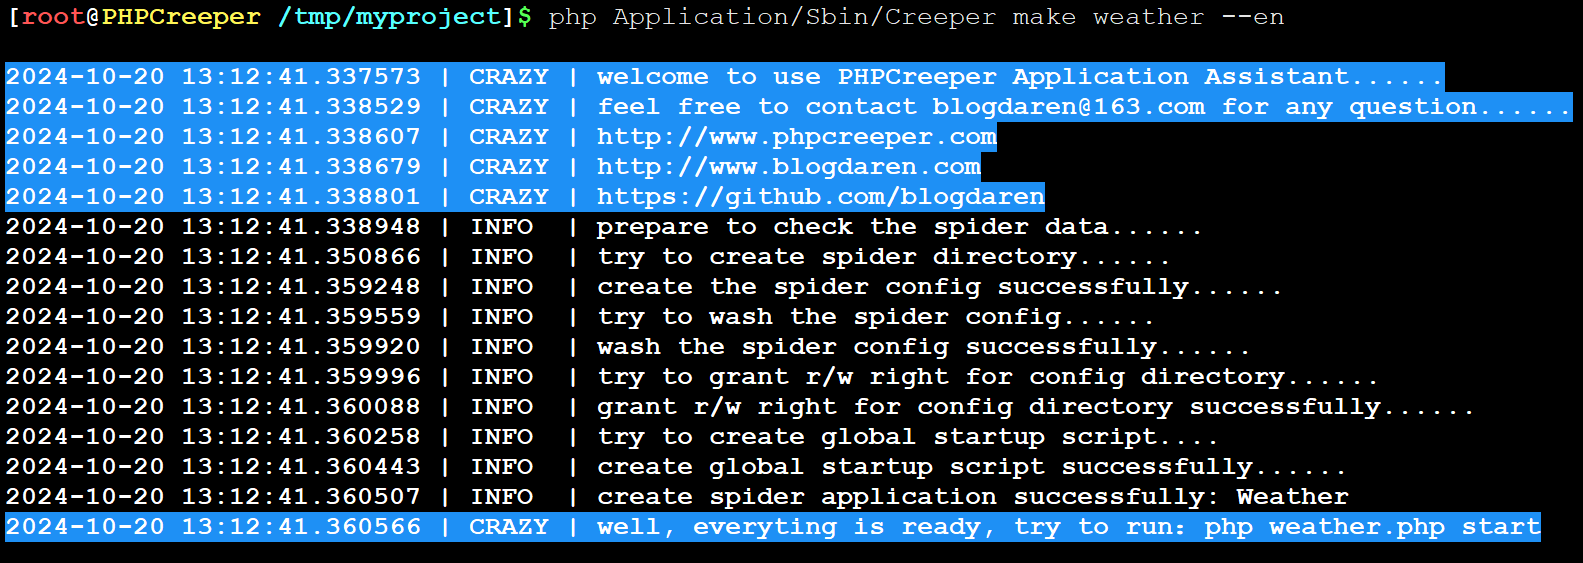 [root@PHPCreeper /tmp/myproject]$ php Application/Sbin/Creeper make weather --en
2024-10-20 13:12:41.337573 | CRAZY | welcome to use PHPCreeper Application Assistant......
2024-10-20 13:12:41.338529 | CRAZY | feel free to contact blogdaren@163.com for any question......
2024-10-20 13:12:41.338607 | CRAZY | http://www.phpcreeper.com
2024-10-20 13:12:41.338679 | CRAZY | http://www.blogdaren.com
2024-10-20 13:12:41.338801 | CRAZY | https://github.com/blogdaren
2024-10-20 13:12:41.338948 | INFO  | prepare to check the spider data......
2024-10-20 13:12:41.350866 | INFO  | try to create spider directory......
2024-10-20 13:12:41.359248 | INFO  | create the spider config successfully......
2024-10-20 13:12:41.359559 | INFO  | try to wash the spider config......
2024-10-20 13:12:41.359920 | INFO  | wash the spider config successfully......
2024-10-20 13:12:41.359996 | INFO  | try to grant r/w right for config directory......
2024-10-20 13:12:41.360088 | INFO  | grant r/w right for config directory successfully......
2024-10-20 13:12:41.360258 | INFO  | try to create global startup script....
2024-10-20 13:12:41.360443 | INFO  | create global startup script successfully......
2024-10-20 13:12:41.360507 | INFO  | create spider application successfully: Weather
2024-10-20 13:12:41.360566 | CRAZY | well, everyting is ready, try to run: php weather.php start